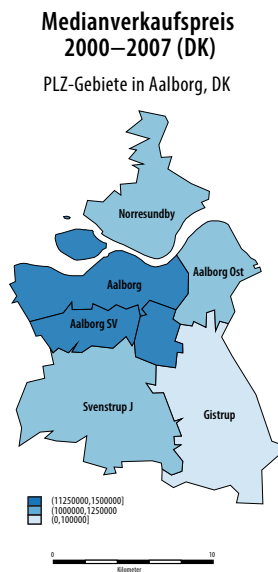 Medianverkaufspreis
2000–2007 (DK)
PLZ-Gebiete in Aalborg, DK
Norresundby
Aalborg Ost
Aalborg
Aalborg SV
Svenstrup J
Gistrup
(11250000,1500000]
(1000000,1250000
(0,100000]
0 10
Kilometer